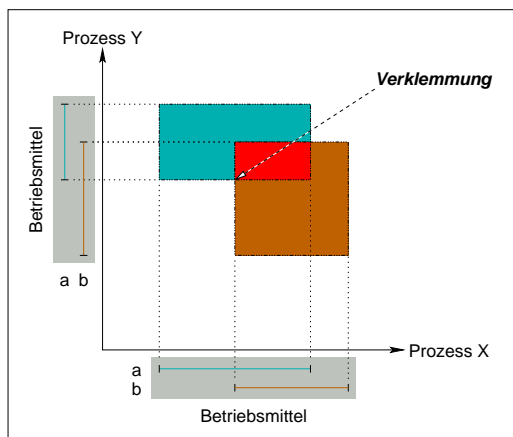 Prozess Y
Verklemmung
Betriebsmittel
a b
Prozess X
a
b
Betriebsmittel